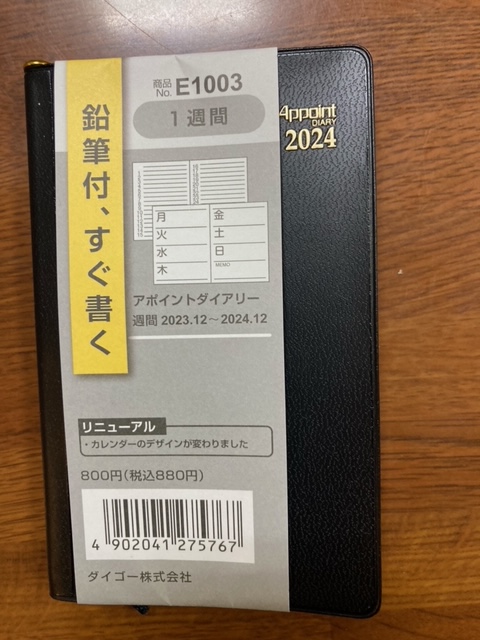 商品
No. E1003
1週間
鉛筆付、すぐ書く
Appoint
DIARY
2024
月
火
水
木
金
土
日
MEMO
アポイントダイアリー
週間 2023.12〜2024.12
リニューアル
・カレンダーのデザインが変わりました
800円(税込880円)
4 902041 275767
ダイゴー株式会社